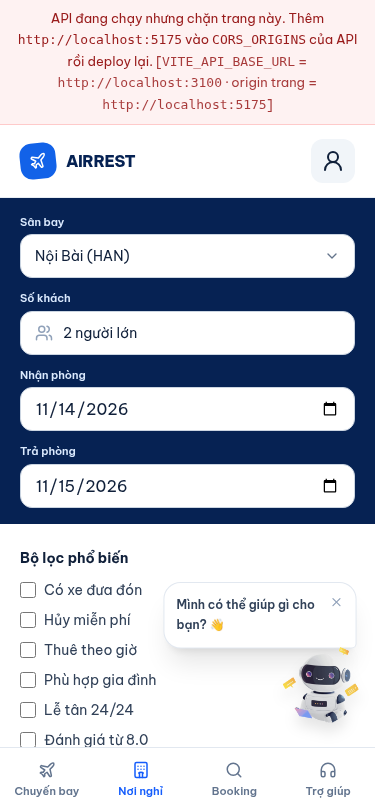 API đang chạy nhưng chặn trang này. Thêm
http://localhost:5175 vào CORS_ORIGINS của API
rồi deploy lại. [VITE_API_BASE_URL =
http://localhost:3100 · origin trang =
http://localhost:5175]
AIRREST
Sân bay
Nội Bài (HAN)
Số khách
2 người lớn
Nhận phòng
11/14/2026
Trả phòng
11/15/2026
Bộ lọc phổ biến
Có xe đưa đón
Hủy miễn phí
Thuê theo giờ
Phù hợp gia đình
Lễ tân 24/24
Đánh giá từ 8.0
Mình có thể giúp gì cho
bạn? 👋
Chuyến bay
Nơi nghỉ
Booking
Trợ giúp